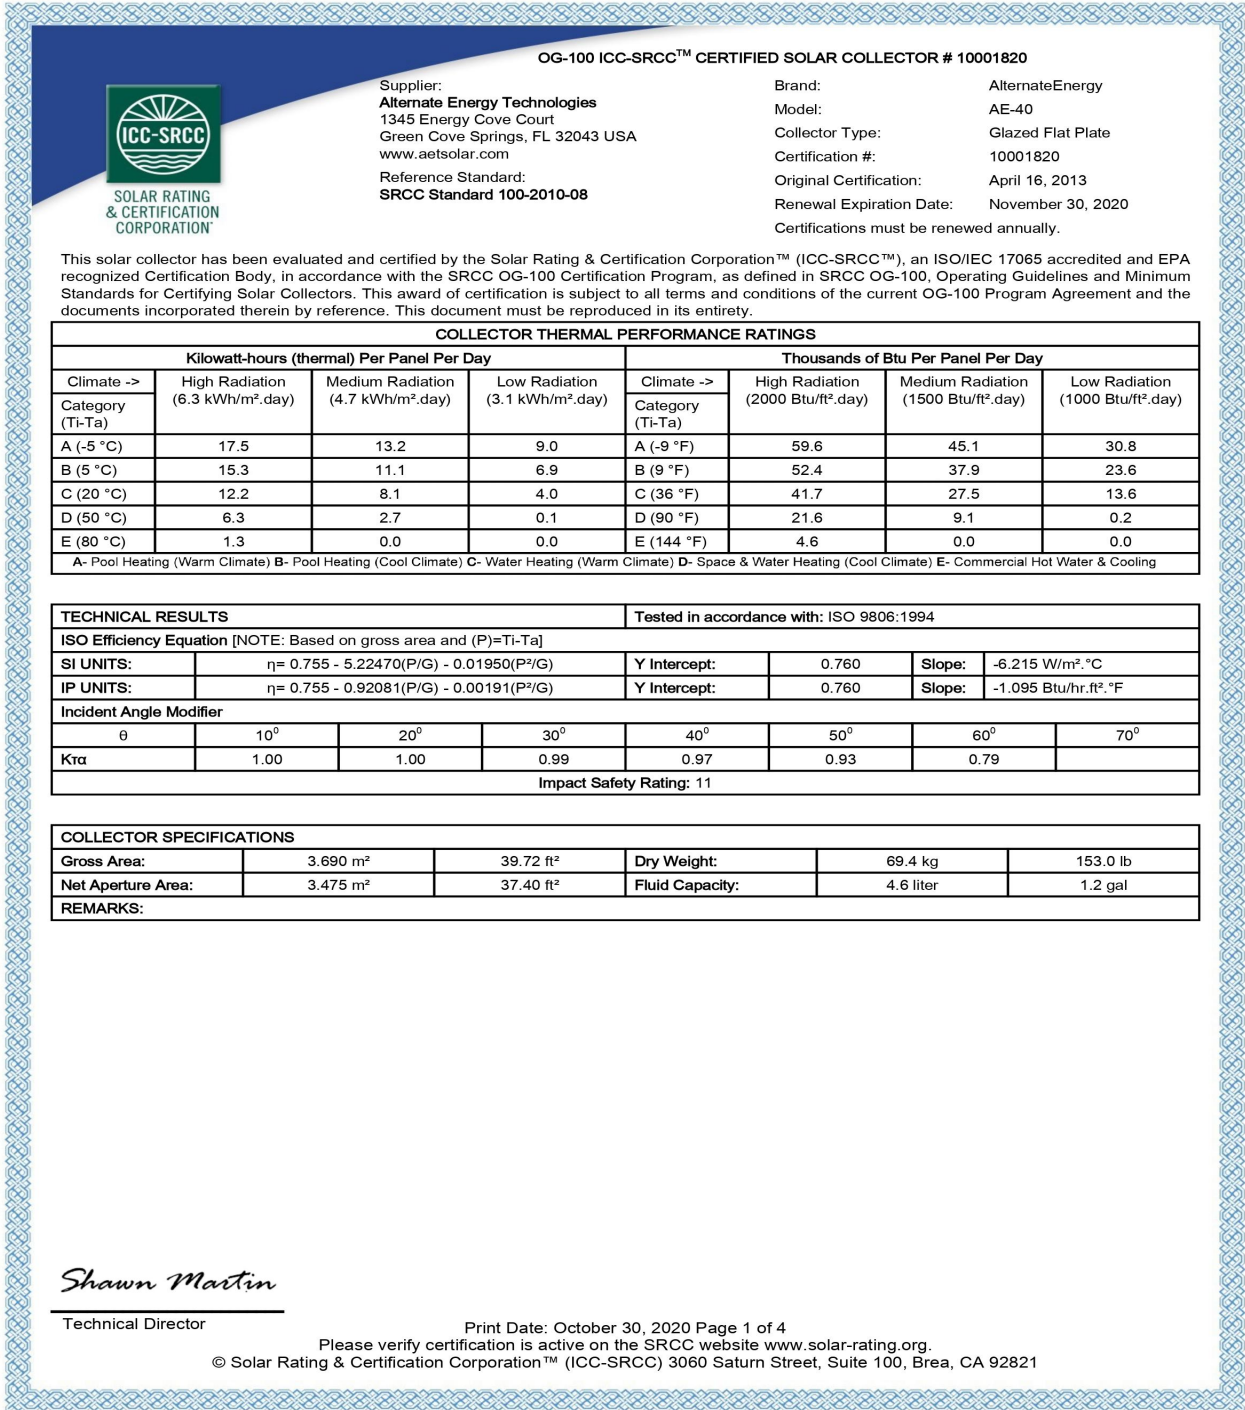 OG-100 ICC-SRCC™ CERTIFIED SOLAR COLLECTOR # 10001820
ICC-SRCC
SOLAR RATING
& CERTIFICATION
CORPORATION
Supplier:
Alternate Energy Technologies
1345 Energy Cove Court
Green Cove Springs, FL 32043 USA
www.aetsolar.com
Reference Standard:
SRCC Standard 100-2010-08
Brand: AlternateEnergy
Model: AE-40
Collector Type: Glazed Flat Plate
Certification #: 10001820
Original Certification: April 16, 2013
Renewal Expiration Date: November 30, 2020
Certifications must be renewed annually.
This solar collector has been evaluated and certified by the Solar Rating & Certification Corporation™ (ICC-SRCC™), an ISO/IEC 17065 accredited and EPA
recognized Certification Body, in accordance with the SRCC OG-100 Certification Program, as defined in SRCC OG-100, Operating Guidelines and Minimum
Standards for Certifying Solar Collectors. This award of certification is subject to all terms and conditions of the current OG-100 Program Agreement and the
documents incorporated therein by reference. This document must be reproduced in its entirety.
COLLECTOR THERMAL PERFORMANCE RATINGS
Kilowatt-hours (thermal) Per Panel Per Day Thousands of Btu Per Panel Per Day
Climate -> High Radiation Medium Radiation Low Radiation Climate -> High Radiation Medium Radiation Low Radiation
Category (6.3 kWh/m².day) (4.7 kWh/m².day) (3.1 kWh/m².day) Category (2000 Btu/ft².day) (1500 Btu/ft².day) (1000 Btu/ft².day)
(Ti-Ta) (Ti-Ta)
A (-5 °C) 17.5 13.2 9.0 A (-9 °F) 59.6 45.1 30.8
B (5 °C) 15.3 11.1 6.9 B (9 °F) 52.4 37.9 23.6
C (20 °C) 12.2 8.1 4.0 C (36 °F) 41.7 27.5 13.6
D (50 °C) 6.3 2.7 0.1 D (90 °F) 21.6 9.1 0.2
E (80 °C) 1.3 0.0 0.0 E (144 °F) 4.6 0.0 0.0
A- Pool Heating (Warm Climate) B- Pool Heating (Cool Climate) C- Water Heating (Warm Climate) D- Space & Water Heating (Cool Climate) E- Commercial Hot Water & Cooling
TECHNICAL RESULTS Tested in accordance with: ISO 9806:1994
ISO Efficiency Equation [NOTE: Based on gross area and (P)=Ti-Ta]
SI UNITS: η= 0.755 - 5.22470(P/G) - 0.01950(P²/G) Y Intercept: 0.760 Slope: -6.215 W/m².°C
IP UNITS: η= 0.755 - 0.92081(P/G) - 0.00191(P²/G) Y Intercept: 0.760 Slope: -1.095 Btu/hr.ft².°F
Incident Angle Modifier
θ 10⁰ 20⁰ 30⁰ 40⁰ 50⁰ 60⁰ 70⁰
Kτα 1.00 1.00 0.99 0.97 0.93 0.79
Impact Safety Rating: 11
COLLECTOR SPECIFICATIONS
Gross Area: 3.690 m² 39.72 ft² Dry Weight: 69.4 kg 153.0 lb
Net Aperture Area: 3.475 m² 37.40 ft² Fluid Capacity: 4.6 liter 1.2 gal
REMARKS:
Shawn Martin
Technical Director
Print Date: October 30, 2020 Page 1 of 4
Please verify certification is active on the SRCC website www.solar-rating.org.
© Solar Rating & Certification Corporation™ (ICC-SRCC) 3060 Saturn Street, Suite 100, Brea, CA 92821